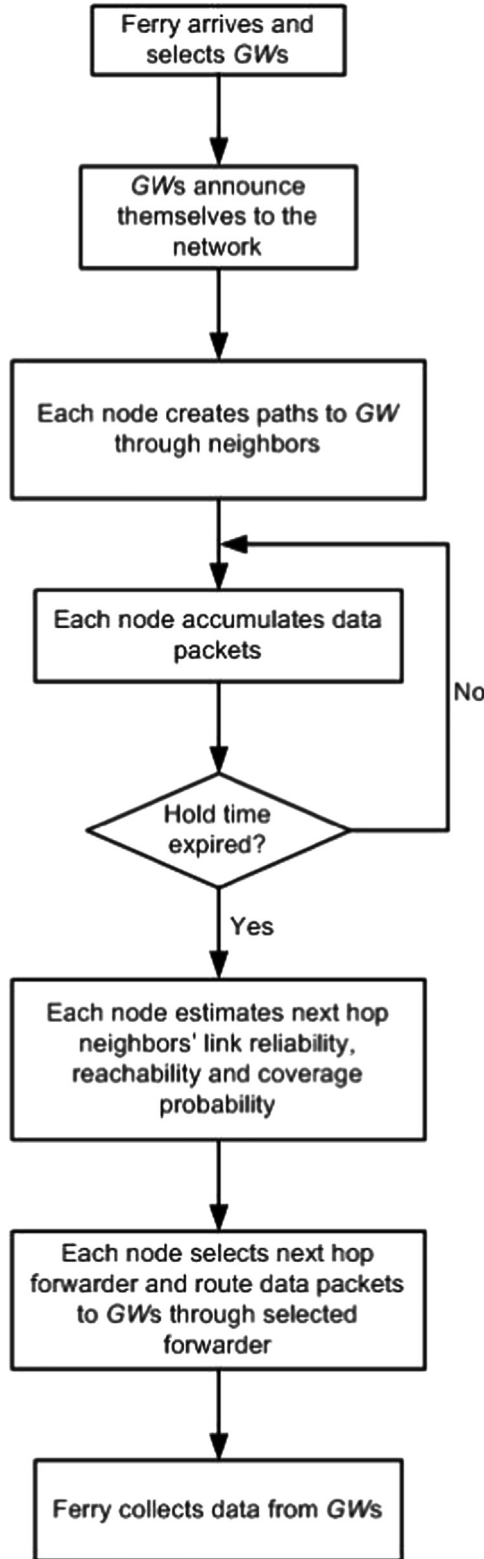 Ferry arrives and
selects GWs
GWs announce
themselves to the
network
Each node creates paths to GW
through neighbors
Each node accumulates data
packets
No
Hold time
expired?
Yes
Each node estimates next hop
neighbors' link reliability,
reachability and coverage
probability
Each node selects next hop
forwarder and route data packets
to GWs through selected
forwarder
Ferry collects data from GWs